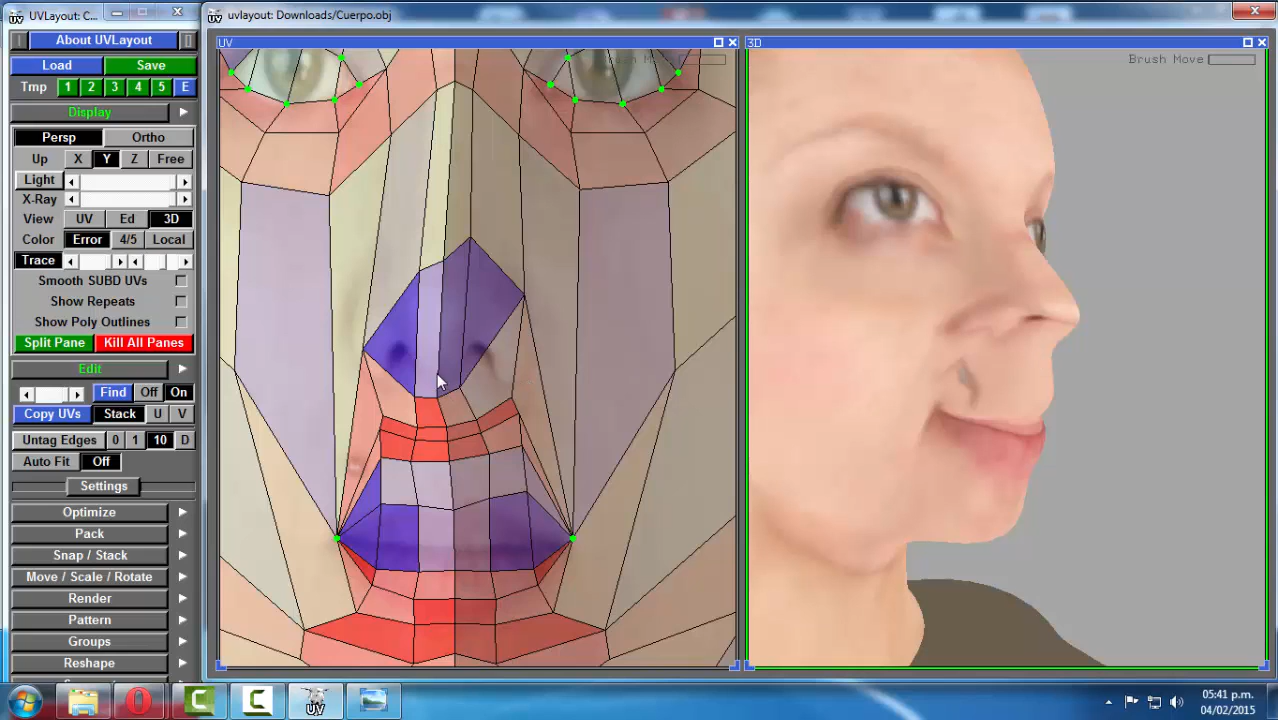 UVLayout: C...
uvlayout: Downloads/Cuerpo.obj
About UVLayout
Load Save
Tmp 1 2 3 4 5 E
Display
Persp Ortho
Up X Y Z Free
Light
X-Ray
View UV Ed 3D
Color Error 4/5 Local
Trace
Smooth SUBD UVs
Show Repeats
Show Poly Outlines
Split Pane Kill All Panes
Edit
Find Off On
Copy UVs Stack U V
Untag Edges 0 1 10 D
Auto Fit Off
Settings
Optimize
Pack
Snap / Stack
Move / Scale / Rotate
Render
Pattern
Groups
Reshape
UV
Brush Move
3D
Brush Move
UV
05:41 p.m.
04/02/2015